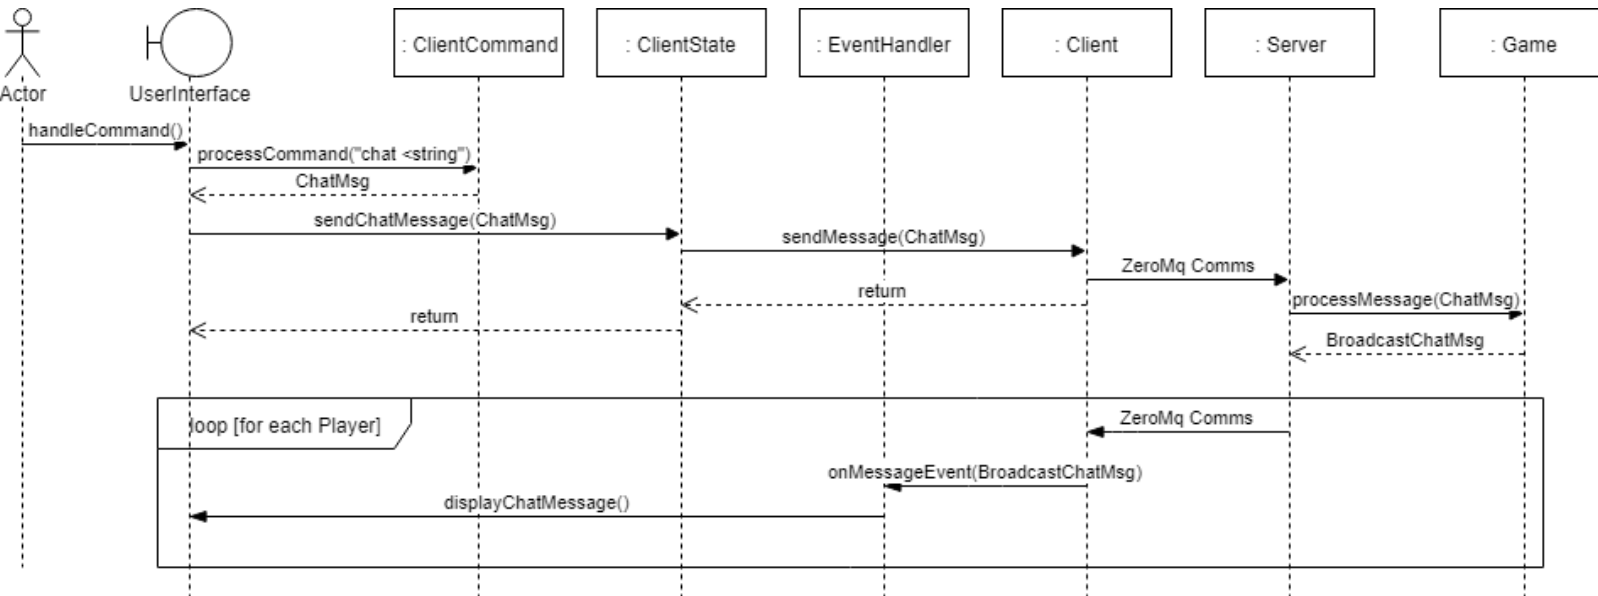 : ClientCommand
: ClientState
: EventHandler
: Client
: Server
: Game
Actor
UserInterface
handleCommand()
processCommand("chat <string")
ChatMsg
sendChatMessage(ChatMsg)
sendMessage(ChatMsg)
ZeroMq Comms
return
processMessage(ChatMsg)
return
BroadcastChatMsg
loop [for each Player]
ZeroMq Comms
onMessageEvent(BroadcastChatMsg)
displayChatMessage()